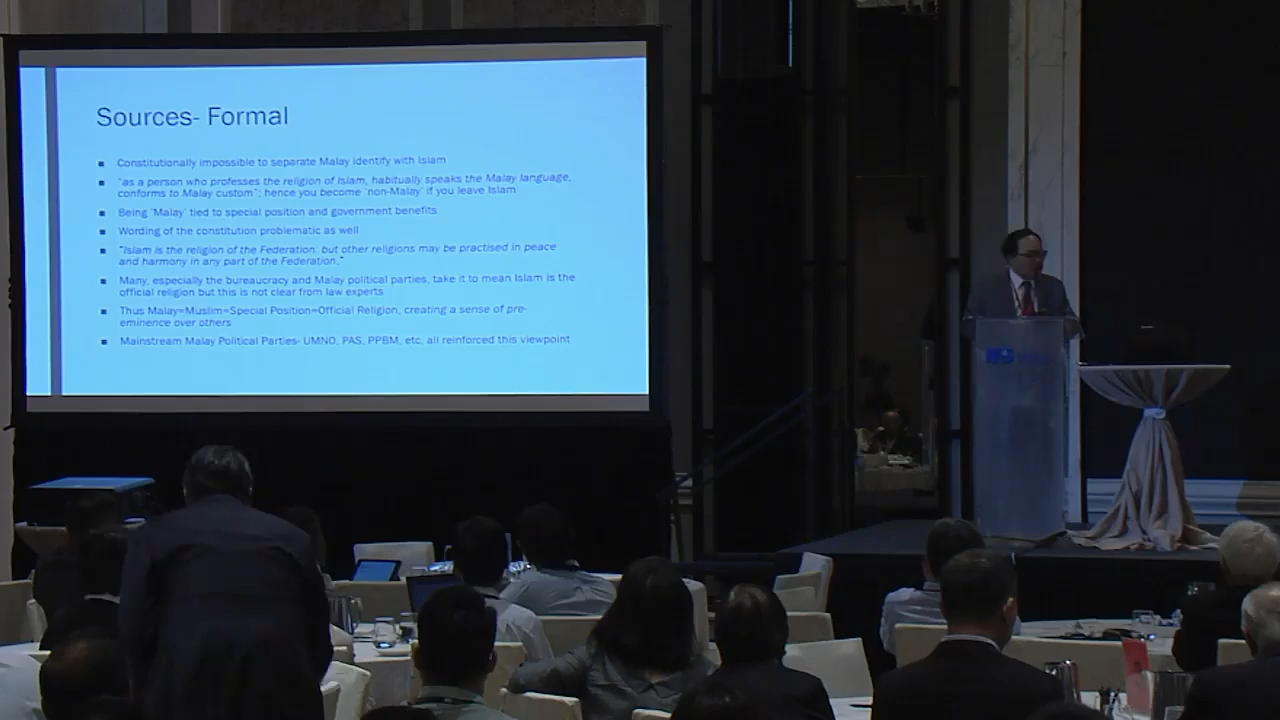 Sources- Formal
Constitutionally impossible to separate Malay identify with Islam
"as a person who professes the religion of Islam, habitually speaks the Malay language,
conforms to Malay custom"; hence you become 'non-Malay' if you leave Islam
Being 'Malay' tied to special position and government benefits
Wording of the constitution problematic as well
"Islam is the religion of the Federation; but other religions may be practised in peace
and harmony in any part of the Federation."
Many, especially the bureaucracy and Malay political parties, take it to mean Islam is the
official religion but this is not clear from law experts
Thus Malay=Muslim=Special Position=Official Religion, creating a sense of pre-
eminence over others
Mainstream Malay Political Parties- UMNO, PAS, PPBM, etc, all reinforced this viewpoint